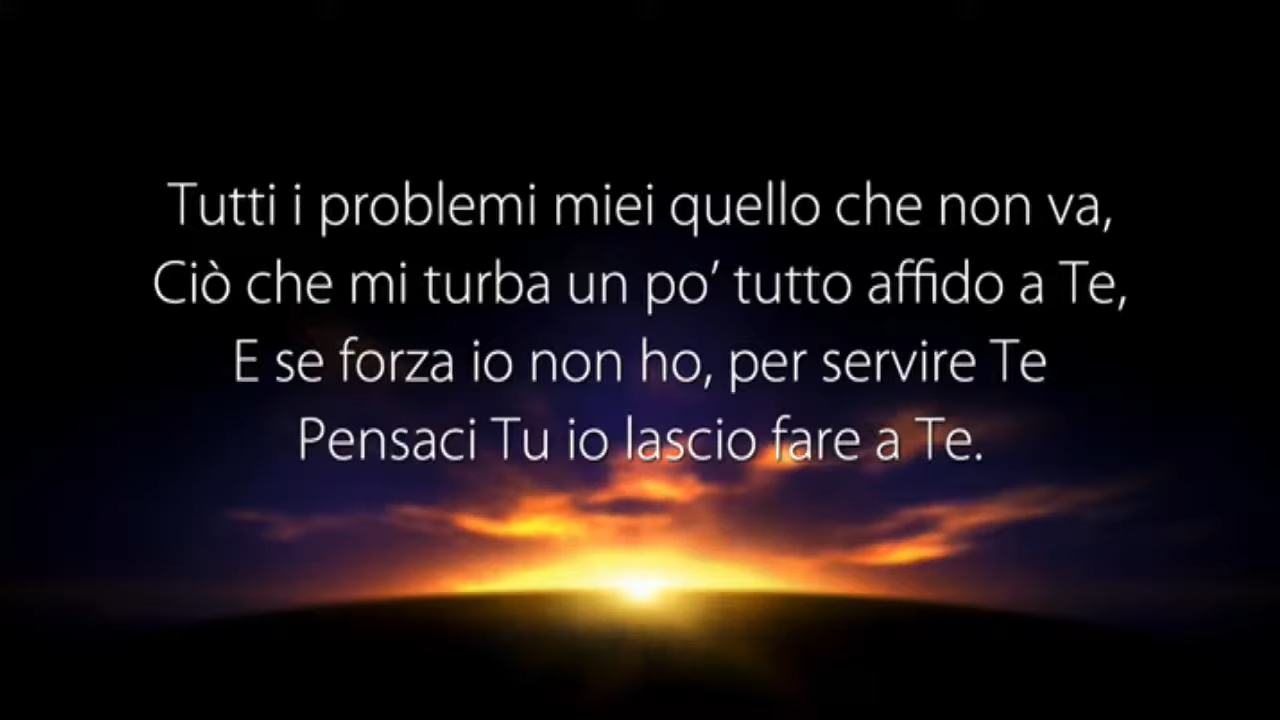 Tutti i problemi miei quello che non va,
Ciò che mi turba un po’ tutto affido a Te,
E se forza io non ho, per servire Te
Pensaci Tu io lascio fare a Te.